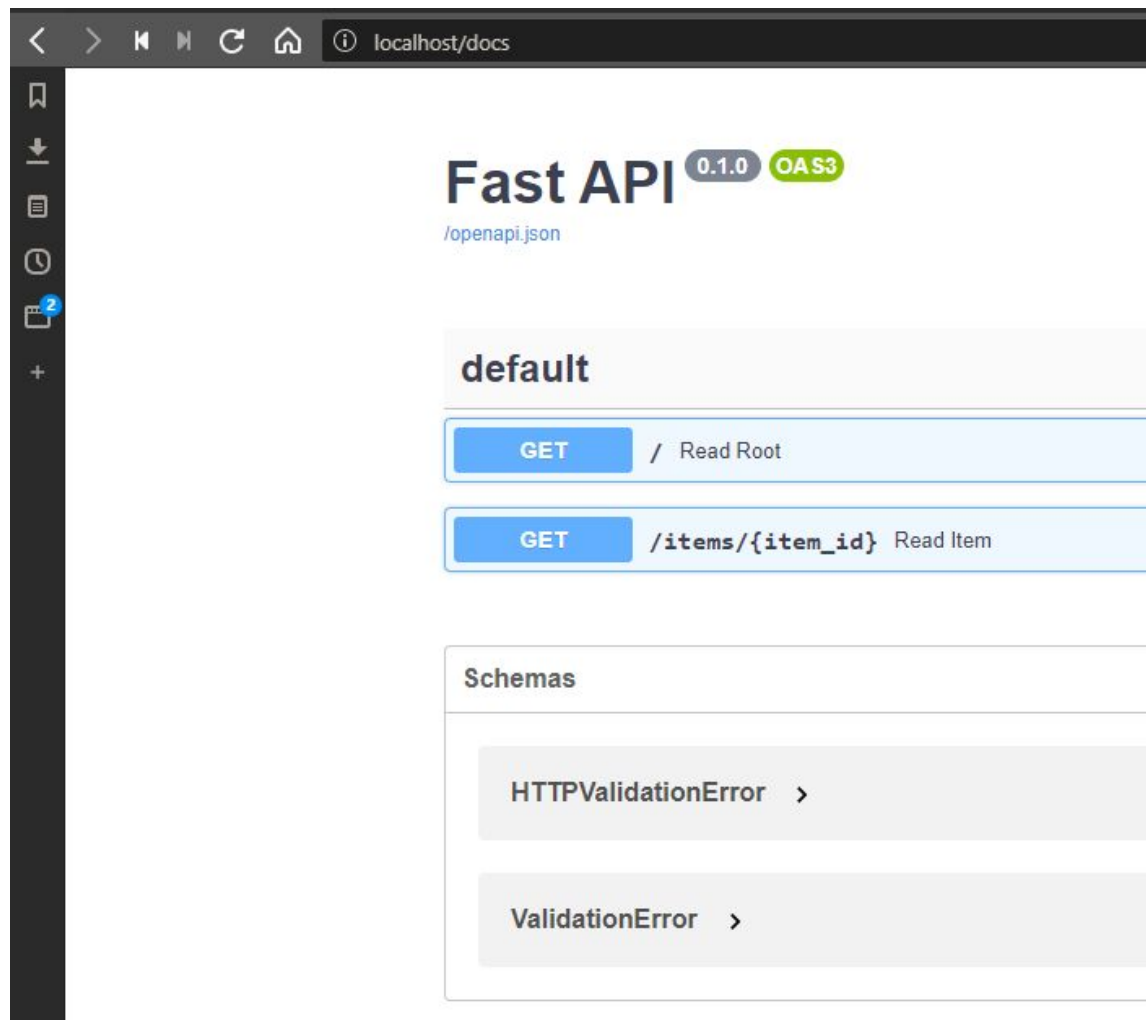 localhost/docs
Fast API 0.1.0 OAS3
/openapi.json
2
default
GET / Read Root
GET /items/{item_id} Read Item
Schemas
HTTPValidationError
ValidationError